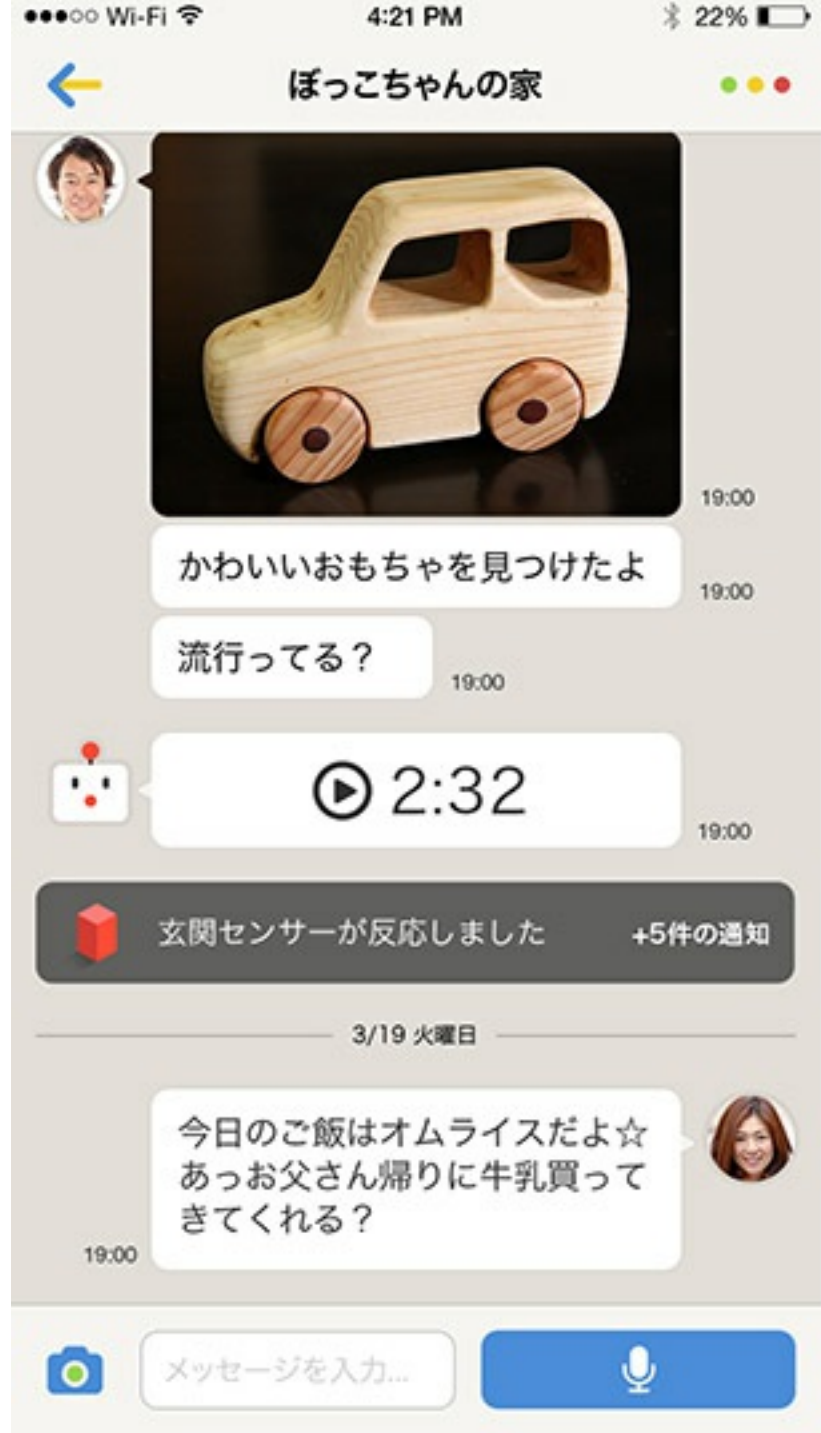 ●●●○○ Wi-Fi 4:21 PM 22%
ぼっこちゃんの家
19:00
かわいいおもちゃを見つけたよ
19:00
流行ってる？
19:00
2:32
19:00
玄関センサーが反応しました +5件の通知
3/19 火曜日
今日のご飯はオムライスだよ☆
あっお父さん帰りに牛乳買って
きてくれる？
19:00
メッセージを入力...